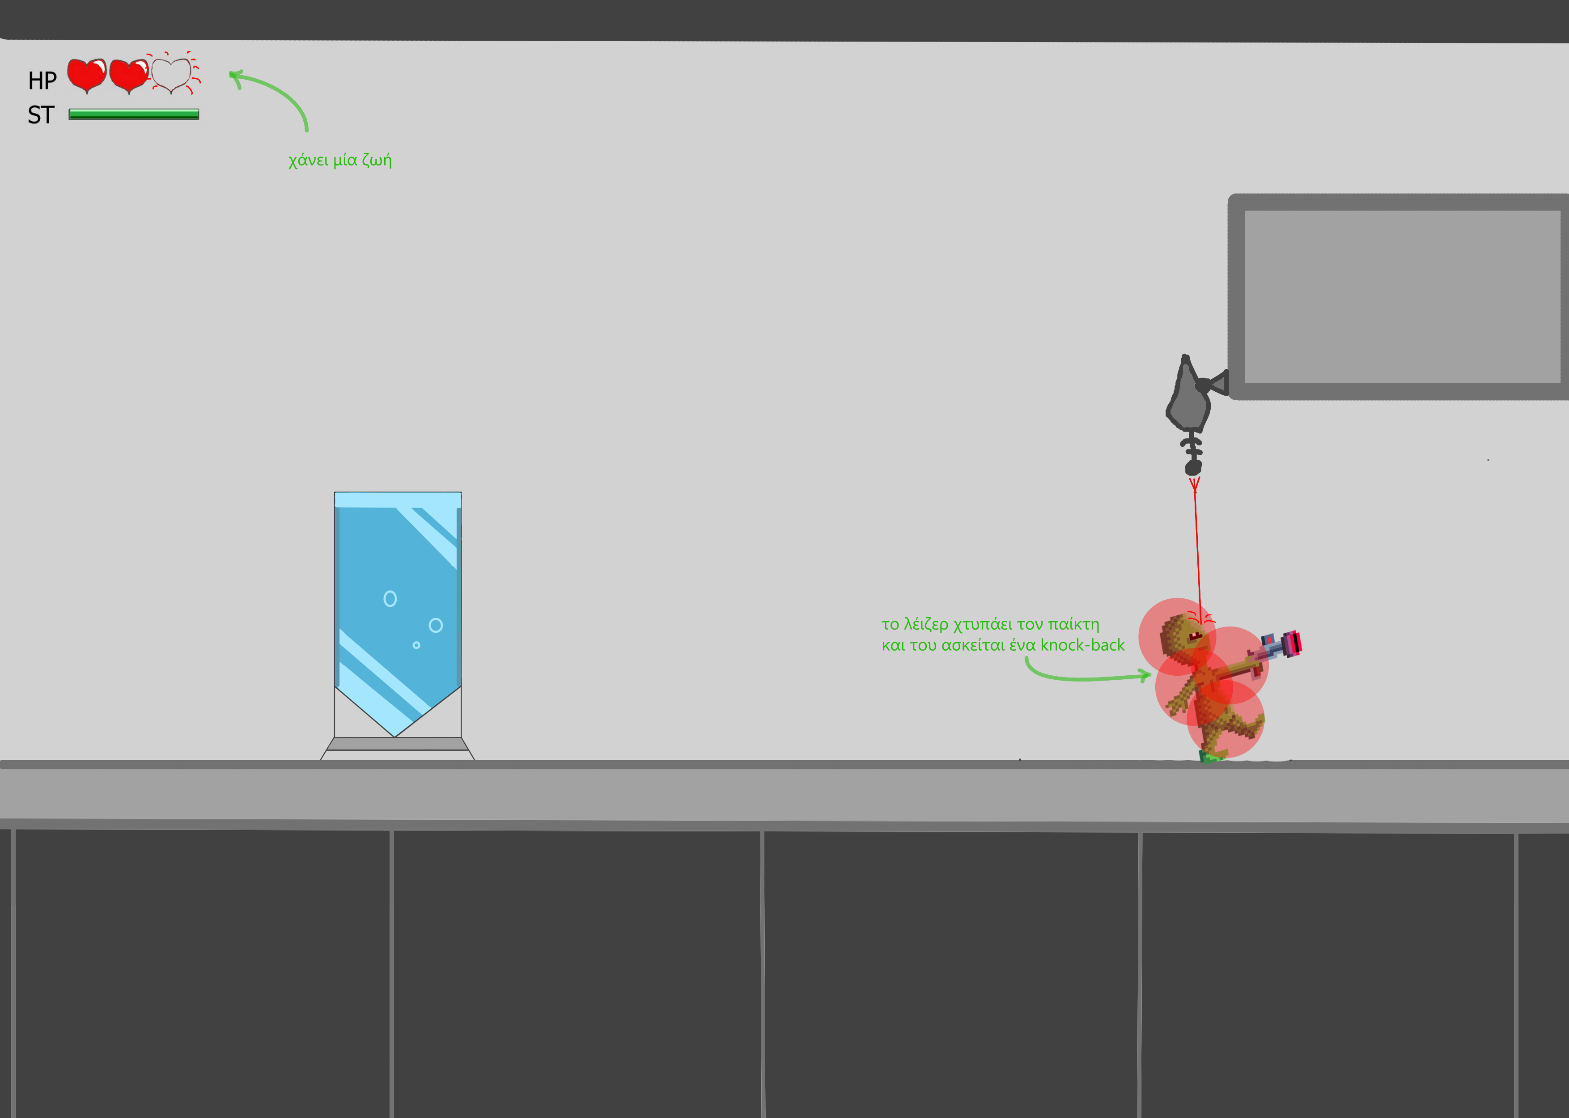 HP
ST
χάνει μία ζωή
το λέιζερ χτυπάει τον παίκτη
και του ασκείται ένα knock-back